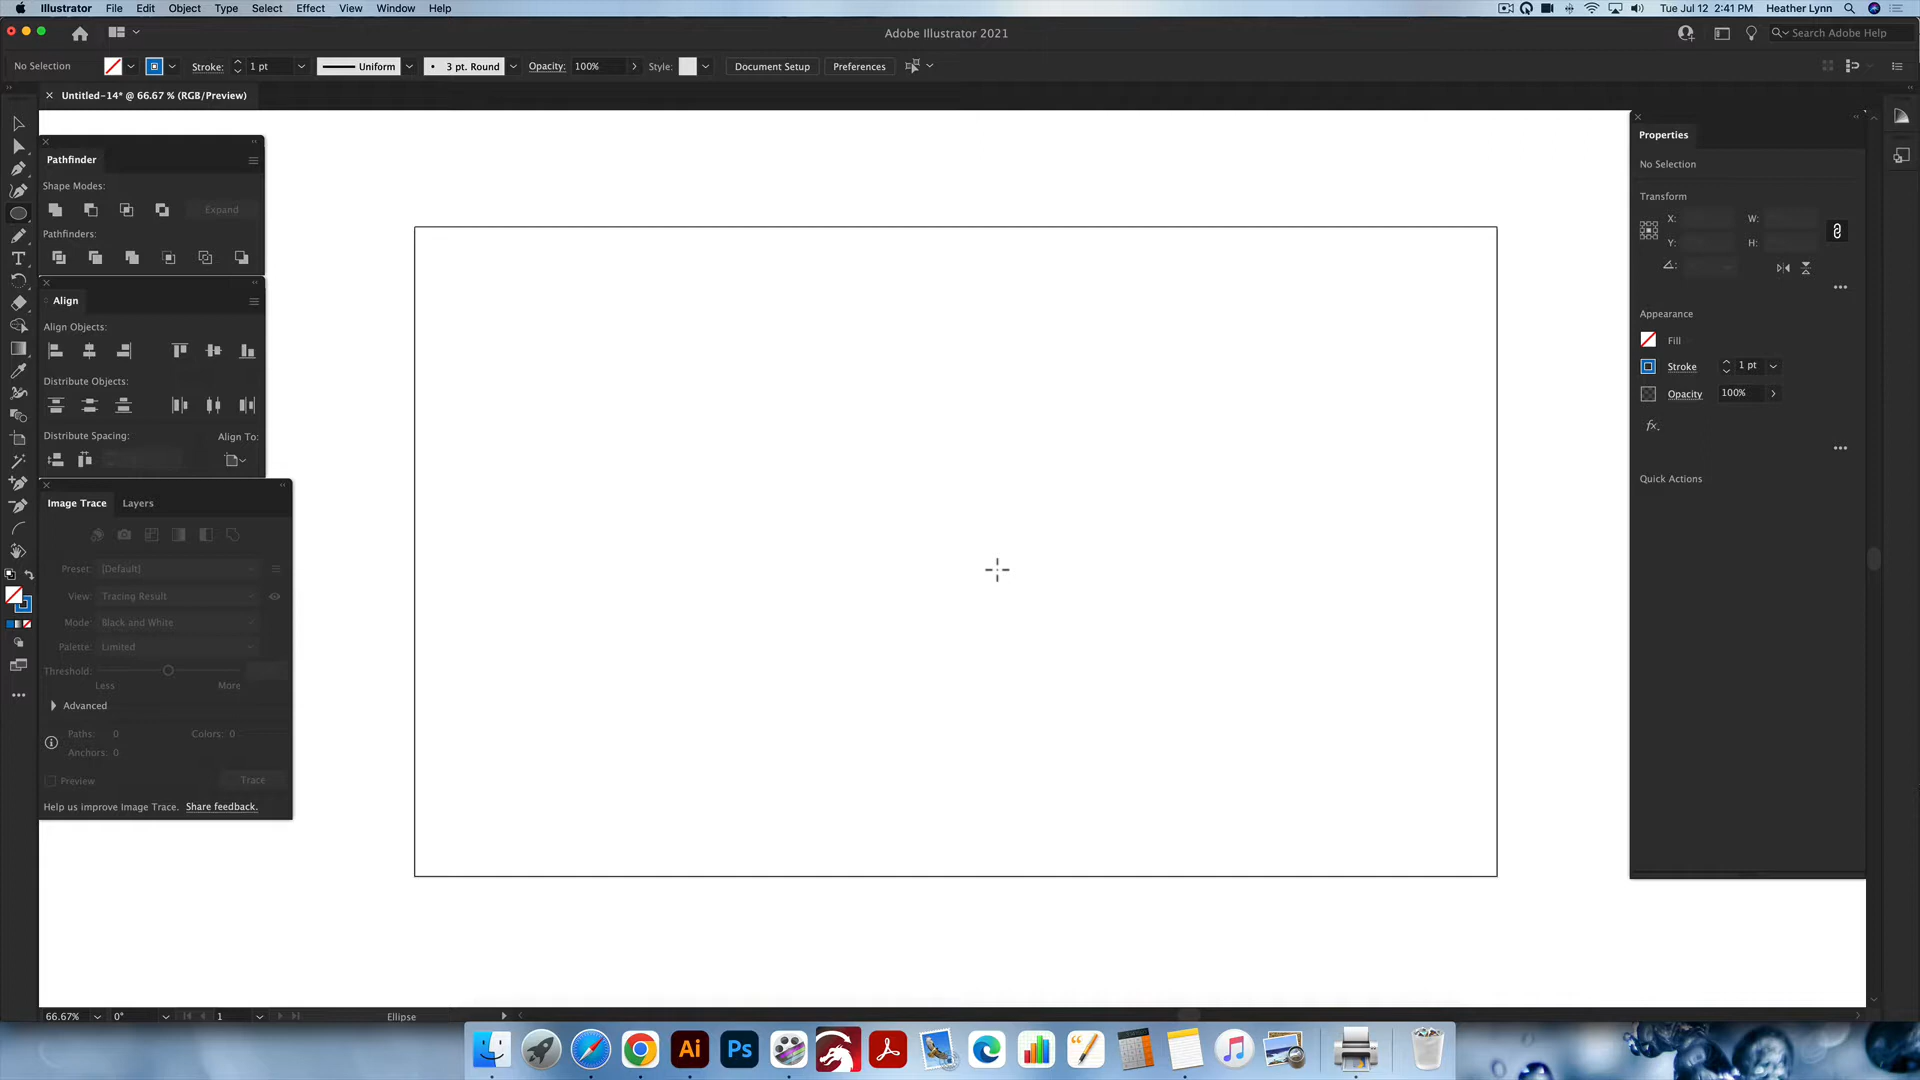 Illustrator File Edit Object Type Select Effect View Window Help
Tue Jul 12 2:41 PM Heather Lynn
Adobe Illustrator 2021
Search Adobe Help
No Selection Stroke: 1 pt Uniform 3 pt. Round Opacity: 100% Style: Document Setup Preferences
Untitled-14* @ 66.67 % (RGB/Preview)
Pathfinder
Shape Modes:
Expand
Pathfinders:
Align
Align Objects:
Distribute Objects:
Distribute Spacing: Align To:
Image Trace Layers
Preset: [Default]
View: Tracing Result
Mode: Black and White
Palette: Limited
Threshold:
Less More
Advanced
Paths: 0 Colors: 0
Anchors: 0
Preview Trace
Help us improve Image Trace. Share feedback.
Properties
No Selection
Transform
X: W:
Y: H:
Appearance
Fill
Stroke 1 pt
Opacity 100%
fx.
Quick Actions
66.67% 0° 1 Ellipse
Ai Ps